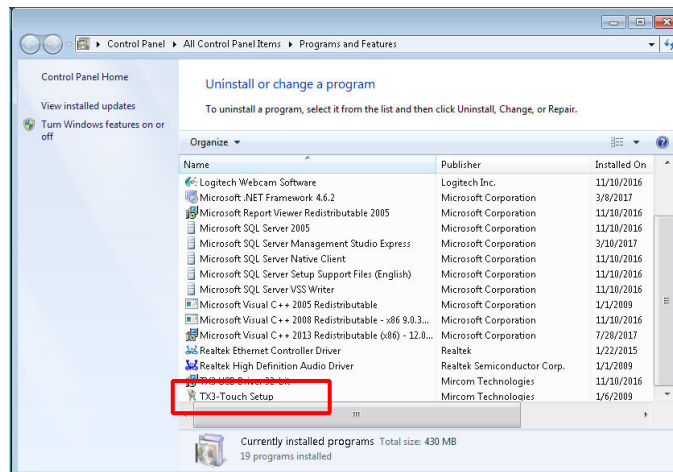 Control Panel ▸ All Control Panel Items ▸ Programs and Features
Control Panel Home
View installed updates
Turn Windows features on or
off
Uninstall or change a program
To uninstall a program, select it from the list and then click Uninstall, Change, or Repair.
Organize
Name Publisher Installed On
Logitech Webcam Software Logitech Inc. 11/10/2016
Microsoft .NET Framework 4.6.2 Microsoft Corporation 3/8/2017
Microsoft Report Viewer Redistributable 2005 Microsoft Corporation 11/10/2016
Microsoft SQL Server 2005 Microsoft Corporation 11/10/2016
Microsoft SQL Server Management Studio Express Microsoft Corporation 3/10/2017
Microsoft SQL Server Native Client Microsoft Corporation 11/10/2016
Microsoft SQL Server Setup Support Files (English) Microsoft Corporation 11/10/2016
Microsoft SQL Server VSS Writer Microsoft Corporation 11/10/2016
Microsoft Visual C++ 2005 Redistributable Microsoft Corporation 1/1/2009
Microsoft Visual C++ 2008 Redistributable - x86 9.0.3... Microsoft Corporation 11/10/2016
Microsoft Visual C++ 2013 Redistributable (x86) - 12.0... Microsoft Corporation 7/28/2017
Realtek Ethernet Controller Driver Realtek 1/22/2015
Realtek High Definition Audio Driver Realtek Semiconductor Corp. 1/1/2009
TX3 USB Driver 32-bit Mircom Technologies 11/10/2016
TX3-Touch Setup Mircom Technologies 1/6/2009
Currently installed programs Total size: 430 MB
19 programs installed